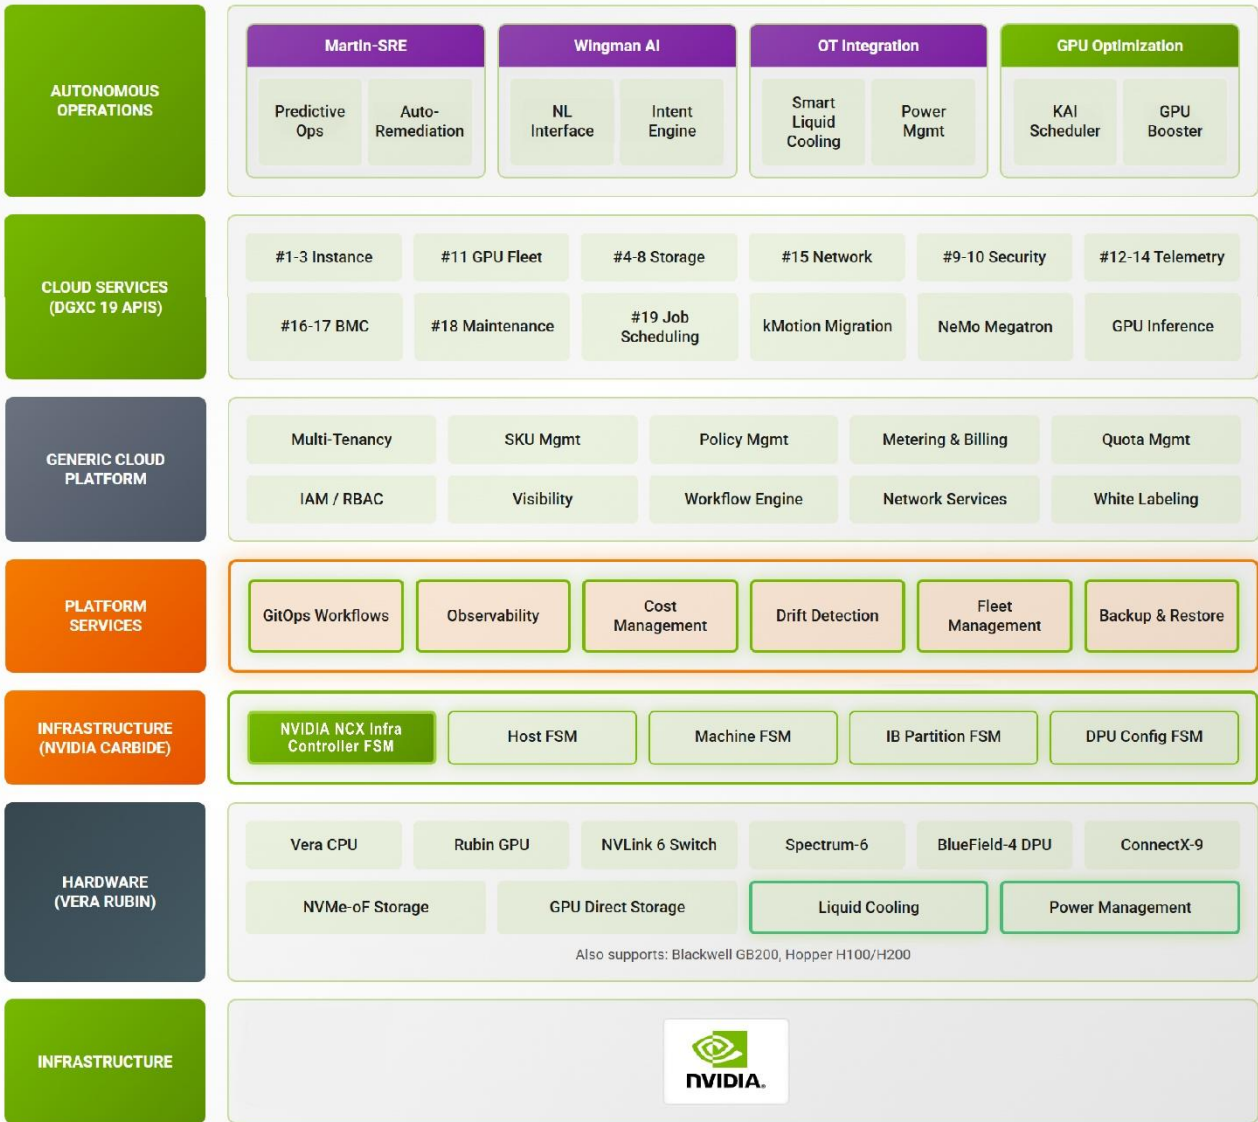 AUTONOMOUS
OPERATIONS
Martin-SRE
Predictive
Ops
Auto-
Remediation
Wingman AI
NL
Interface
Intent
Engine
OT Integration
Smart
Liquid
Cooling
Power
Mgmt
GPU Optimization
KAI
Scheduler
GPU
Booster
CLOUD SERVICES
(DGXC 19 APIS)
#1-3 Instance
#11 GPU Fleet
#4-8 Storage
#15 Network
#9-10 Security
#12-14 Telemetry
#16-17 BMC
#18 Maintenance
#19 Job
Scheduling
kMotion Migration
NeMo Megatron
GPU Inference
GENERIC CLOUD
PLATFORM
Multi-Tenancy
SKU Mgmt
Policy Mgmt
Metering & Billing
Quota Mgmt
IAM / RBAC
Visibility
Workflow Engine
Network Services
White Labeling
PLATFORM
SERVICES
GitOps Workflows
Observability
Cost
Management
Drift Detection
Fleet
Management
Backup & Restore
INFRASTRUCTURE
(NVIDIA CARBIDE)
NVIDIA NCX Infra
Controller FSM
Host FSM
Machine FSM
IB Partition FSM
DPU Config FSM
HARDWARE
(VERA RUBIN)
Vera CPU
Rubin GPU
NVLink 6 Switch
Spectrum-6
BlueField-4 DPU
ConnectX-9
NVMe-oF Storage
GPU Direct Storage
Liquid Cooling
Power Management
Also supports: Blackwell GB200, Hopper H100/H200
INFRASTRUCTURE
NVIDIA.